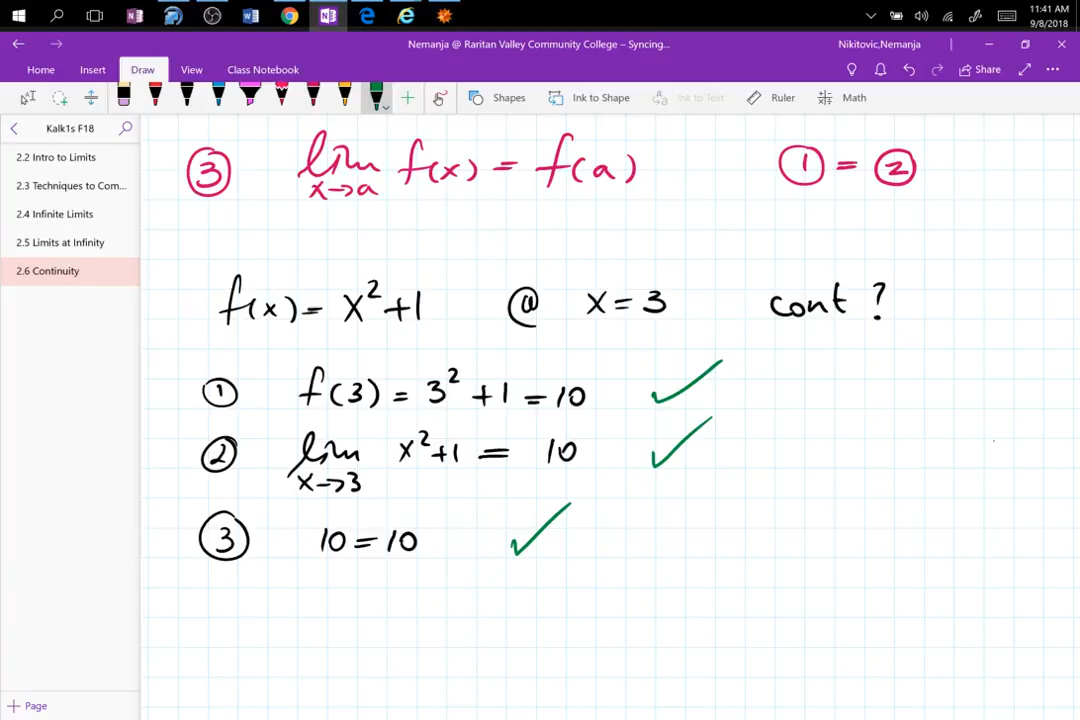 11:41 AM
9/8/2018
Nemanja @ Raritan Valley Community College – Syncing...
Nikitovic,Nemanja
Home Insert Draw View Class Notebook
Share
Shapes Ink to Shape Ink to Text Ruler Math
Kalk1s F18
2.2 Intro to Limits
2.3 Techniques to Com...
2.4 Infinite Limits
2.5 Limits at Infinity
2.6 Continuity
③ lim x→a f(x) = f(a) ① = ②
f(x) = x²+1 @ x = 3 cont ?
① f(3) = 3² + 1 = 10 ✓
② lim x→3 x²+1 = 10 ✓
③ 10 = 10 ✓
+ Page